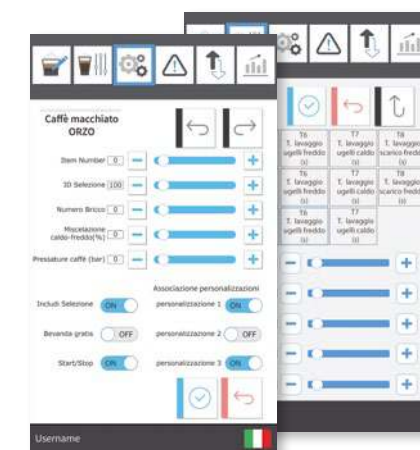 Caffè macchiato
ORZO
Item Number 0
ID Selezione 100
Numero Bricco 0
Miscelazione
caldo-freddo(%) 0
Pressature caffè (bar) 0
Associazione personalizzazioni
Includi Selezione ON personalizzazione 1 ON
Bevanda gratis OFF personalizzazione 2 OFF
Start/Stop ON personalizzazione 3 ON
Username
T6 T7 T8
T. lavaggio T. lavaggio T. lavaggio
ugelli freddo ugelli caldo scarico freddo
(s) (s) (s)
T6 T7 T8
T. lavaggio T. lavaggio T. lavaggio
ugelli freddo ugelli caldo scarico freddo
(s) (s) (s)
T6 T7
T. lavaggio T. lavaggio
ugelli freddo ugelli caldo
(s) (s)